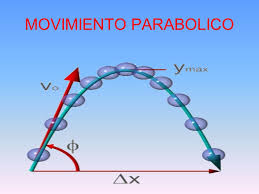 MOVIMIENTO PARABOLICO
ymax
vo
ϕ
Δx